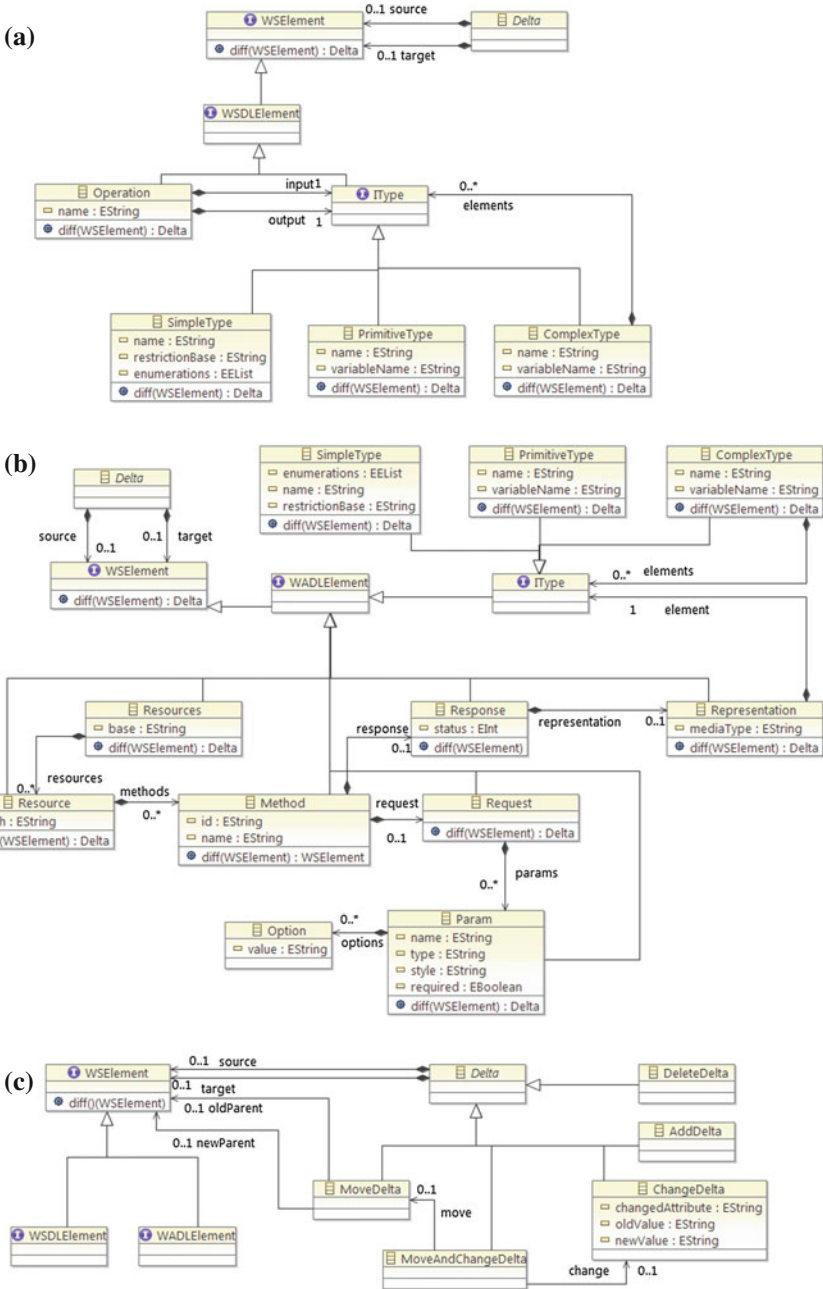 (a)
WSElement
diff(WSElement) : Delta
0..1 source
0..1 target
Delta
WSDLElement
Operation
name : EString
diff(WSElement) : Delta
input1
output 1
IType
0..*
elements
SimpleType
name : EString
restrictionBase : EString
enumerations : EEList
diff(WSElement) : Delta
PrimitiveType
name : EString
variableName : EString
diff(WSElement) : Delta
ComplexType
name : EString
variableName : EString
diff(WSElement) : Delta
(b)
SimpleType
enumerations : EEList
name : EString
restrictionBase : EString
diff(WSElement) : Delta
PrimitiveType
name : EString
variableName : EString
diff(WSElement) : Delta
ComplexType
name : EString
variableName : EString
diff(WSElement) : Delta
Delta
source
0..1
0..1 target
WSElement
diff(WSElement) : Delta
WADLElement
IType
0..* elements
1 element
Resources
base : EString
diff(WSElement) : Delta
Response
status : EInt
diff(WSElement)
response
0..1
representation
0..1
Representation
mediaType : EString
diff(WSElement) : Delta
resources
0..*
Resource
h : EString
(WSElement) : Delta
methods
0..*
Method
id : EString
name : EString
diff(WSElement) : WSElement
request
0..1
Request
diff(WSElement) : Delta
params
0..*
Option
value : EString
0..*
options
Param
name : EString
type : EString
style : EString
required : EBoolean
diff(WSElement) : Delta
(c)
WSElement
diff()(WSElement)
0..1 source
0..1 target
0..1 oldParent
0..1 newParent
Delta
DeleteDelta
AddDelta
WSDLElement
WADLElement
MoveDelta
0..1
move
MoveAndChangeDelta
ChangeDelta
changedAttribute : EString
oldValue : EString
newValue : EString
change 0..1